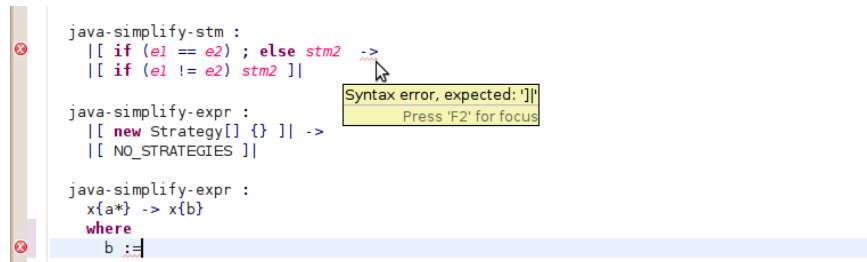 java-simplify-stm :
|[ if (e1 == e2) ; else stm2 ->
|[ if (e1 != e2) stm2 ]|
Syntax error, expected: ']|'
Press 'F2' for focus
java-simplify-expr :
|[ new Strategy[] {} ]| ->
|[ NO_STRATEGIES ]|
java-simplify-expr :
x{a*} -> x{b}
where
b :=